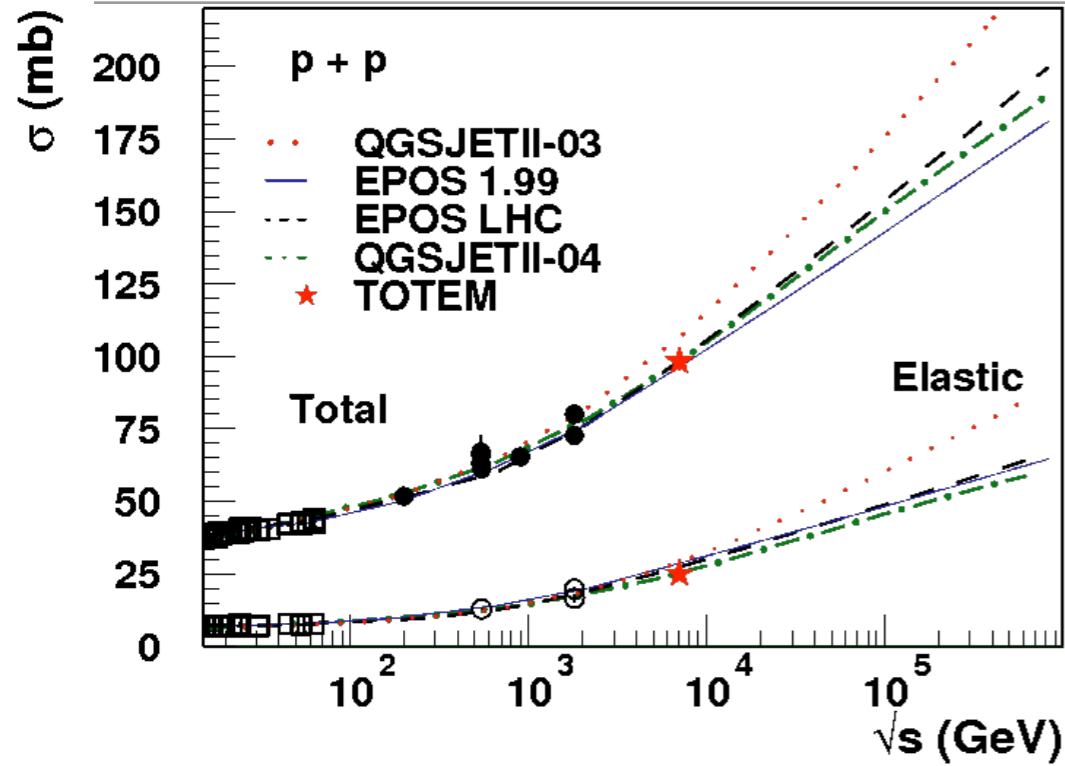 σ (mb)
200
175
150
125
100
75
50
25
0
p + p
QGSJETII-03
EPOS 1.99
EPOS LHC
QGSJETII-04
TOTEM
Total
Elastic
10²
10³
10⁴
10⁵
√s (GeV)